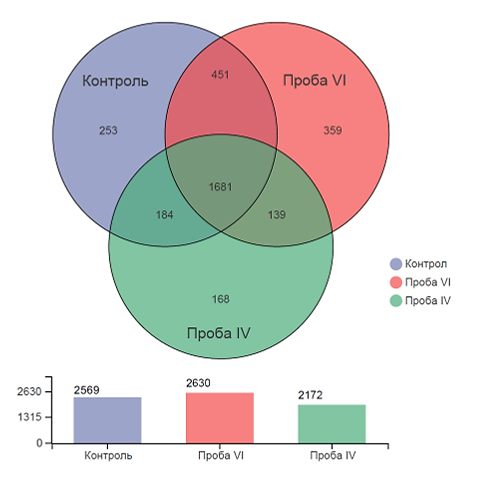 451
Контроль
Проба VI
253
359
1681
184
139
168
Проба IV
Контрол
Проба VI
Проба IV
2630
1315
0
2569
2630
2172
Контроль
Проба VI
Проба IV